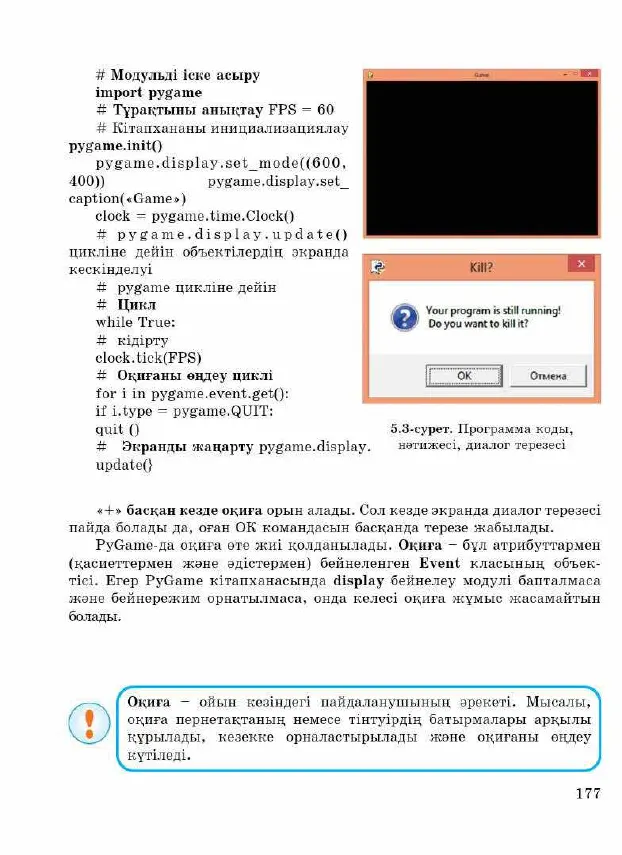 # Модульді іске асыру
import pygame
# Тұрақтыны анықтау FPS = 60
# Кітапхананы инициализациялау
pygame.init()
pygame.display.set_mode((600,
400)) pygame.display.set_
caption(«Game»)
clock = pygame.time.Clock()
# pygame.display.update()
цикліне дейін объектілердің экранда
кескінделуі
# pygame цикліне дейін
# Цикл
while True:
# кідірту
clock.tick(FPS)
# Оқиғаны өңдеу циклі
for i in pygame.event.get():
if i.type = pygame.QUIT:
quit ()
# Экранды жаңарту pygame.display.
update(}
Game
Kill?
Your program is still running!
Do you want to kill it?
OK
Отмена
5.3-сурет. Программа коды,
нәтижесі, диалог терезесі
«+» басқан кезде оқиға орын алады. Сол кезде экранда диалог терезесі
пайда болады да, оған ОК командасын басқанда терезе жабылады.
PyGame-да оқиға өте жиі қолданылады. Оқиға – бұл атрибуттармен
(қасиеттермен және әдістермен) бейнеленген Event класының объек-
тісі. Егер PyGame кітапханасында display бейнелеу модулі бапталмаса
және бейнережим орнатылмаса, онда келесі оқиға жұмыс жасамайтын
болады.
Оқиға – ойын кезіндегі пайдаланушының әрекеті. Мысалы,
оқиға пернетақтаның немесе тінтуірдің батырмалары арқылы
құрылады, кезекке орналастырылады және оқиғаны өңдеу
күтіледі.
177